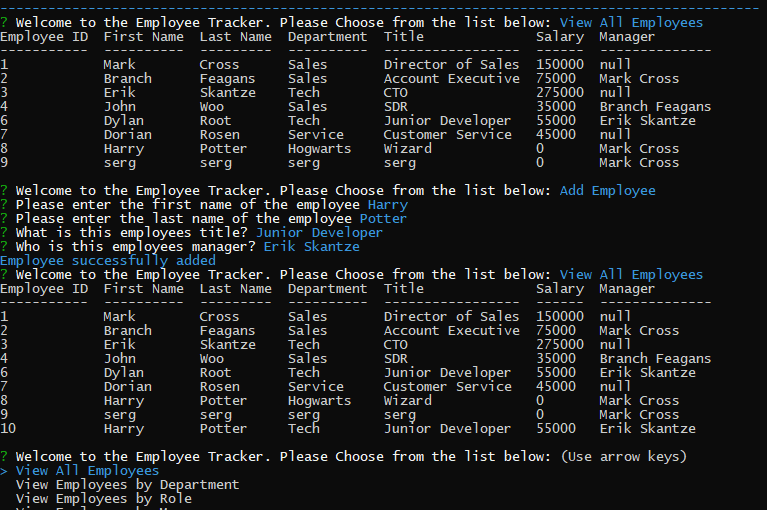 ? Welcome to the Employee Tracker. Please Choose from the list below: View All Employees
Employee ID  First Name  Last Name  Department  Title              Salary  Manager
-----------  ----------  ---------  ----------  -----------------  ------  --------------
1            Mark        Cross      Sales       Director of Sales  150000  null
2            Branch      Feagans    Sales       Account Executive  75000   Mark Cross
3            Erik        Skantze    Tech        CTO                275000  null
4            John        Woo        Sales       SDR                35000   Branch Feagans
6            Dylan       Root       Tech        Junior Developer   55000   Erik Skantze
7            Dorian      Rosen      Service     Customer Service   45000   null
8            Harry       Potter     Hogwarts    Wizard             0       Mark Cross
9            serg        serg       serg        serg               0       Mark Cross
? Welcome to the Employee Tracker. Please Choose from the list below: Add Employee
? Please enter the first name of the employee Harry
? Please enter the last name of the employee Potter
? What is this employees title? Junior Developer
? Who is this employees manager? Erik Skantze
Employee successfully added
? Welcome to the Employee Tracker. Please Choose from the list below: View All Employees
Employee ID  First Name  Last Name  Department  Title              Salary  Manager
-----------  ----------  ---------  ----------  -----------------  ------  --------------
1            Mark        Cross      Sales       Director of Sales  150000  null
2            Branch      Feagans    Sales       Account Executive  75000   Mark Cross
3            Erik        Skantze    Tech        CTO                275000  null
4            John        Woo        Sales       SDR                35000   Branch Feagans
6            Dylan       Root       Tech        Junior Developer   55000   Erik Skantze
7            Dorian      Rosen      Service     Customer Service   45000   null
8            Harry       Potter     Hogwarts    Wizard             0       Mark Cross
9            serg        serg       serg        serg               0       Mark Cross
10           Harry       Potter     Tech        Junior Developer   55000   Erik Skantze
? Welcome to the Employee Tracker. Please Choose from the list below: (Use arrow keys)
> View All Employees
  View Employees by Department
  View Employees by Role